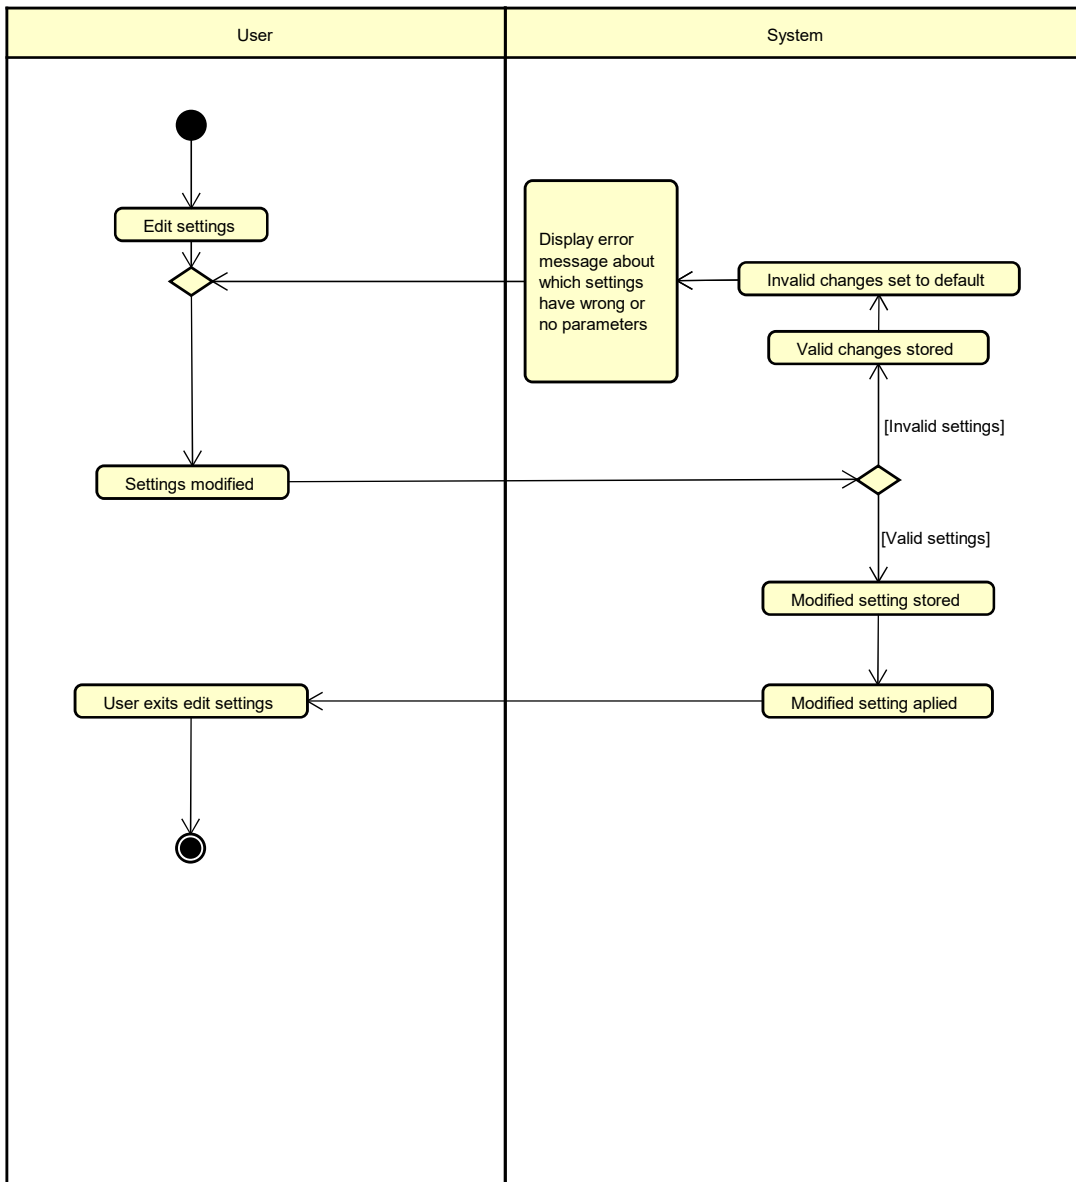 User
System
Edit settings
Display error
message about
which settings
have wrong or
no parameters
Invalid changes set to default
Valid changes stored
[Invalid settings]
Settings modified
[Valid settings]
Modified setting stored
User exits edit settings
Modified setting aplied